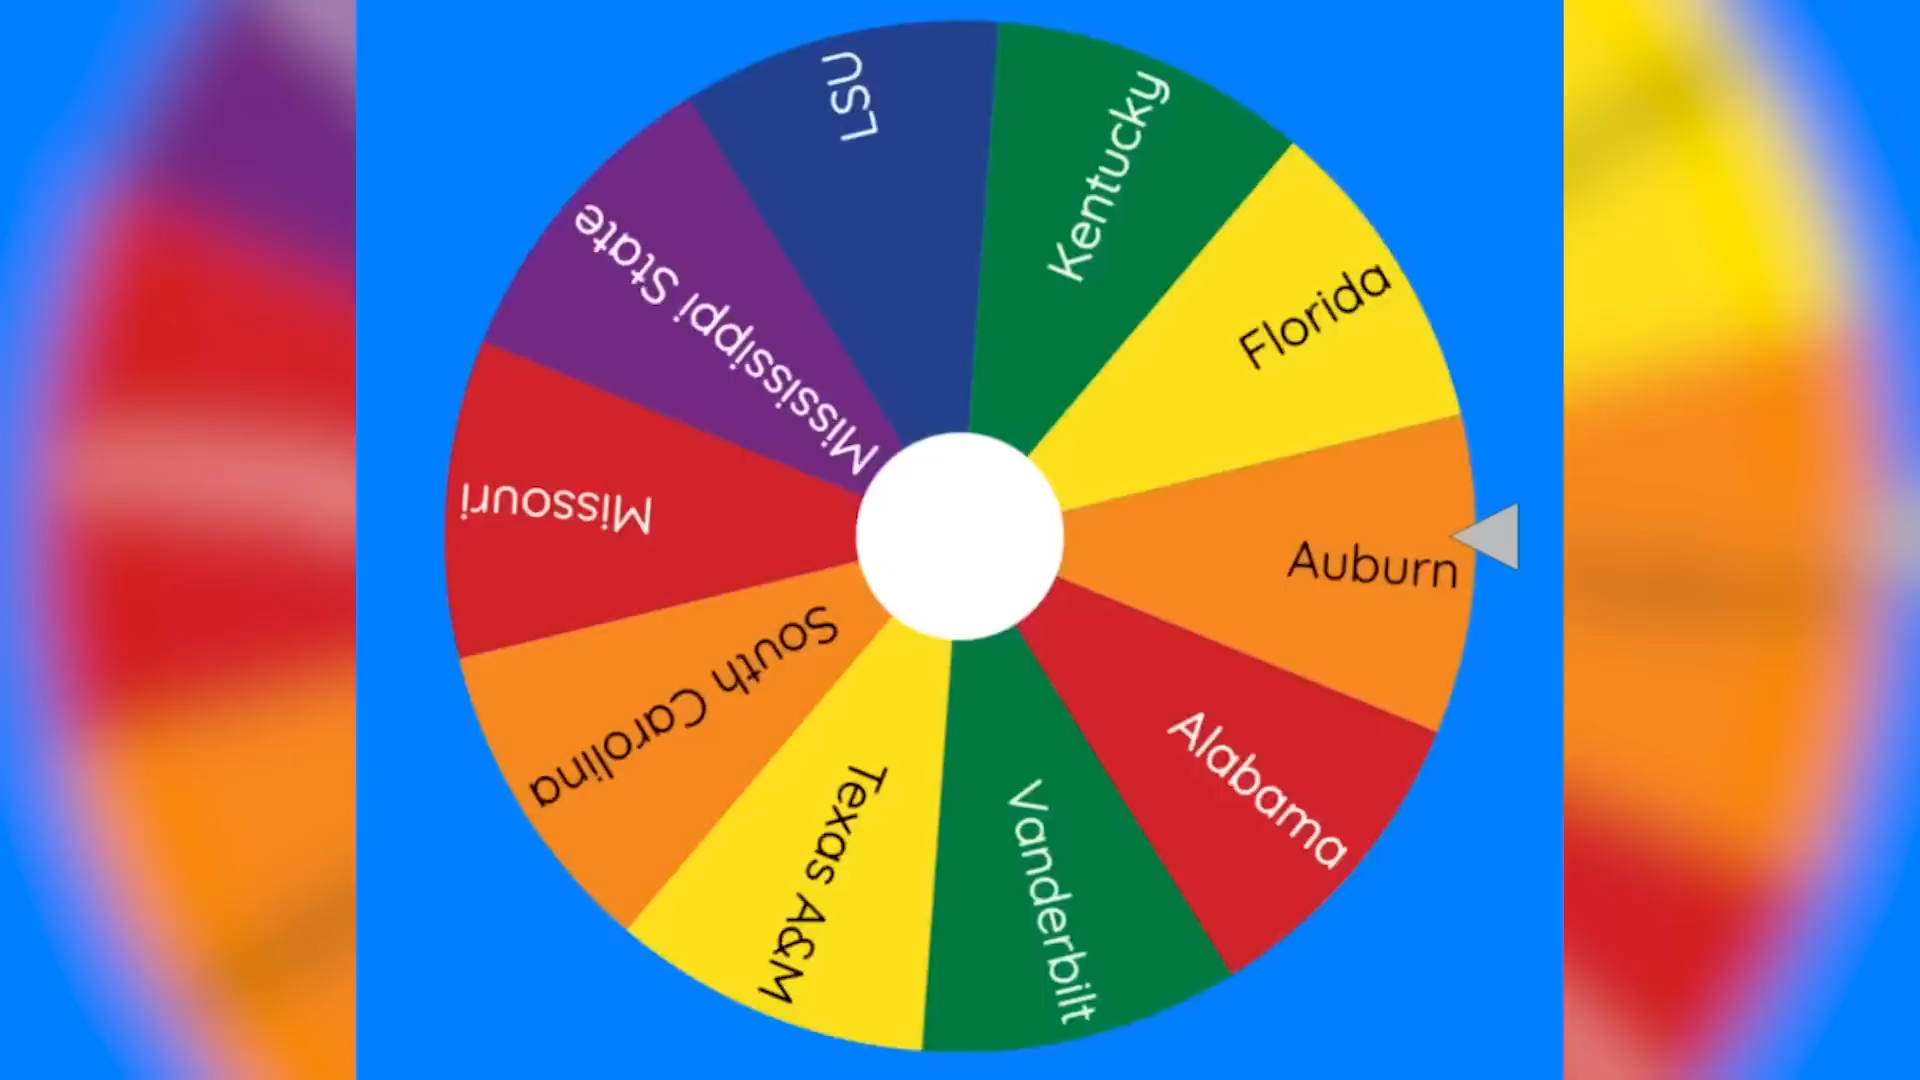 LSU
Kentucky
Florida
Auburn
Alabama
Vanderbilt
Texas A&M
South Carolina
Missouri
Mississippi State